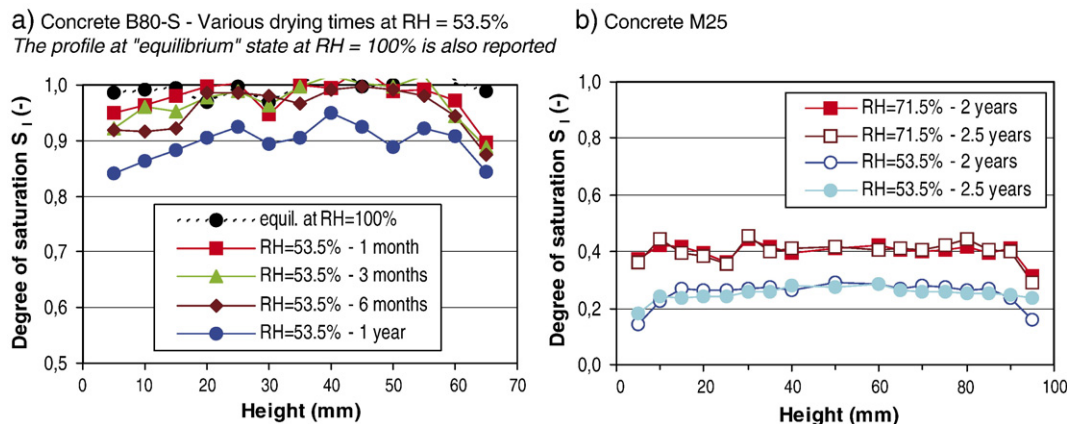 a) Concrete B80-S - Various drying times at RH = 53.5%
The profile at "equilibrium" state at RH = 100% is also reported
Degree of saturation S l (-)
1,0
0,9
0,8
0,7
0,6
0,5
equil. at RH=100%
RH=53.5% - 1 month
RH=53.5% - 3 months
RH=53.5% - 6 months
RH=53.5% - 1 year
0 10 20 30 40 50 60 70
Height (mm)
b) Concrete M25
Degree of saturation S l (-)
1,0
0,8
0,6
0,4
0,2
0,0
RH=71.5% - 2 years
RH=71.5% - 2.5 years
RH=53.5% - 2 years
RH=53.5% - 2.5 years
0 20 40 60 80 100
Height (mm)